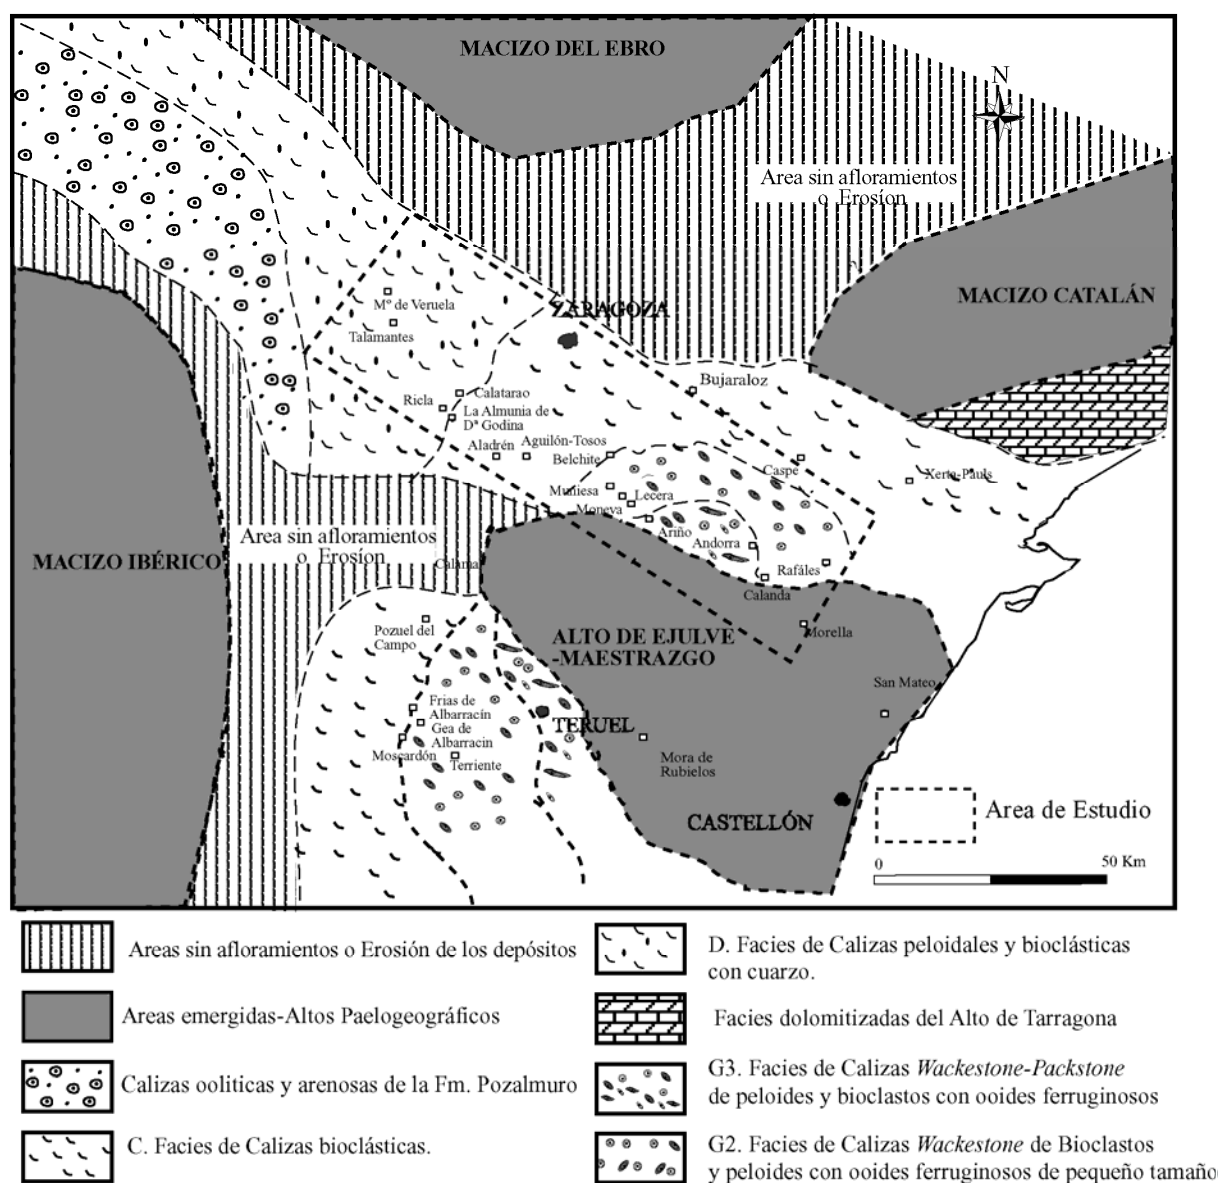 MACIZO DEL EBRO
N
Area sin afloramientos
o Erosíon
MACIZO CATALÁN
Mº de Veruela
ZARAGOZA
Talamantes
Bujaraloz
Calatarao
Ricla
La Almunia de
Dª Godina
Aladrén
Aguilón-Tosos
Belchite
Caspe
Xerta-Pauls
Muniesa
Lecera
Moneva
Ariño
Andorra
Area sin afloramientos
o Erosíon
MACIZO IBÉRICO
Rafáles
Calanda
Pozuel del
Campo
ALTO DE EJULVE
-MAESTRAZGO
Morella
San Mateo
Frias de
Albarracín
Gea de
Albarracin
TERUEL
Moscardón
Terriente
Mora de
Rubielos
CASTELLÓN
Area de Estudio
0
50 Km
Areas sin afloramientos o Erosión de los depósitos
Areas emergidas-Altos Paelogeográficos
Calizas ooliticas y arenosas de la Fm. Pozalmuro
C. Facies de Calizas bioclásticas.
D. Facies de Calizas peloidales y bioclásticas
con cuarzo.
Facies dolomitizadas del Alto de Tarragona
G3. Facies de Calizas Wackestone-Packstone
de peloides y bioclastos con ooides ferruginosos
G2. Facies de Calizas Wackestone de Bioclastos
y peloides con ooides ferruginosos de pequeño tamaño